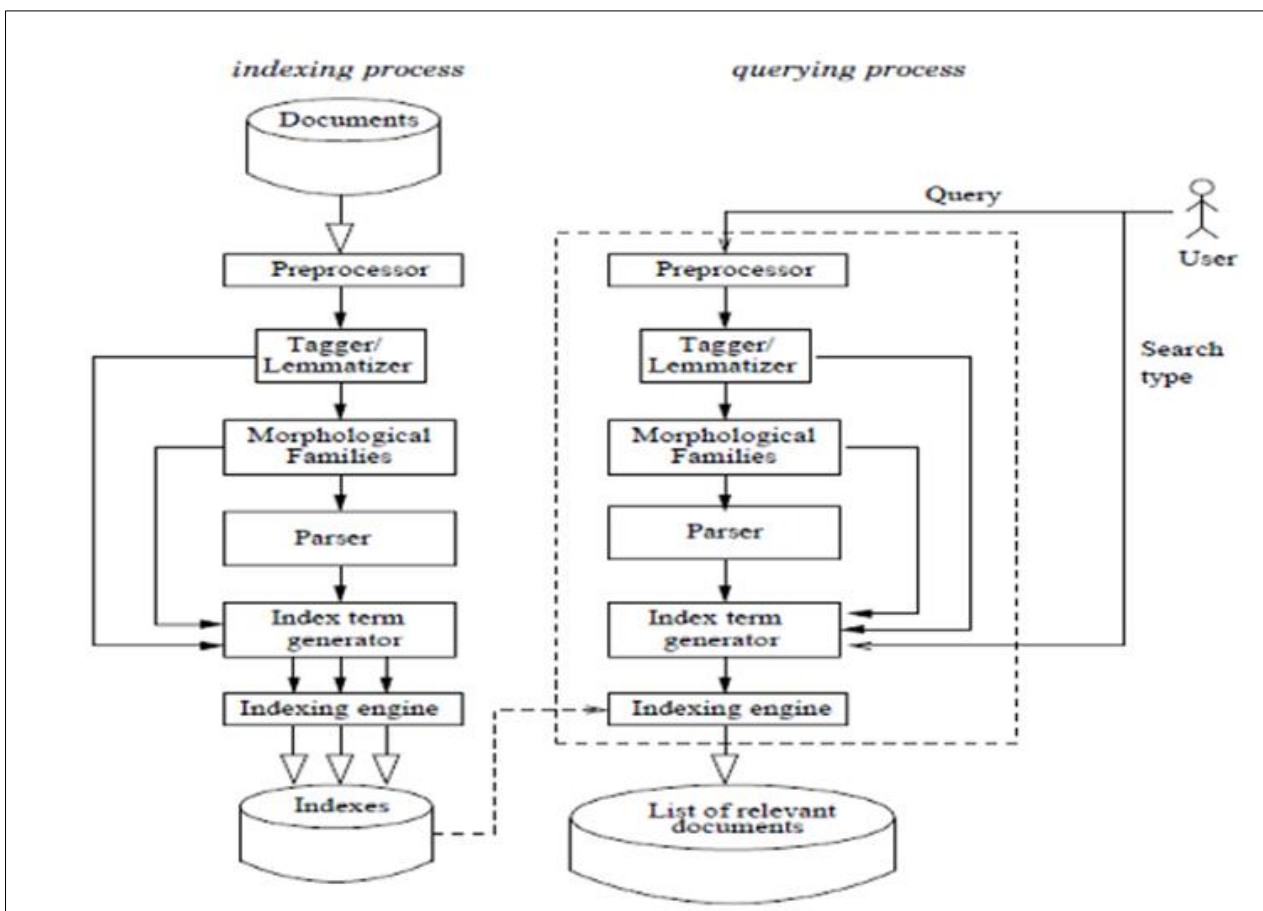 indexing process
querying process
Documents
Query
User
Search
type
Preprocessor
Tagger/
Lemmatizer
Morphological
Families
Parser
Index term
generator
Indexing engine
Indexes
Preprocessor
Tagger/
Lemmatizer
Morphological
Families
Parser
Index term
generator
Indexing engine
List of relevant
documents